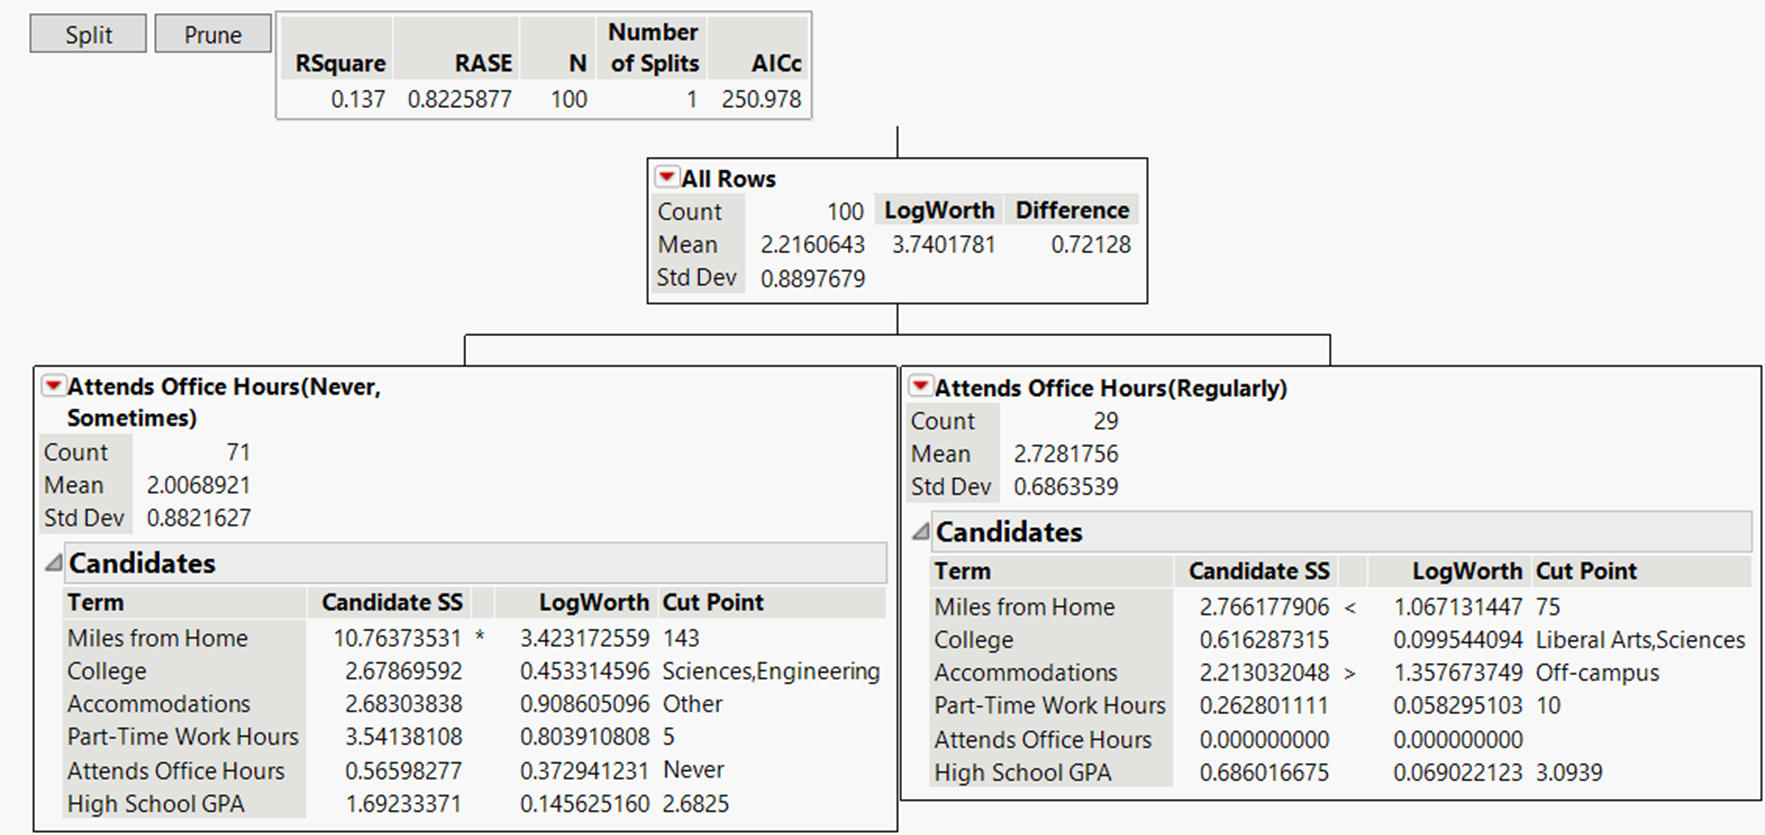 Split Prune
RSquare RASE N Number of Splits AICc
0.137 0.8225877 100 1 250.978
All Rows
Count 100 LogWorth Difference
Mean 2.2160643 3.7401781 0.72128
Std Dev 0.8897679
Attends Office Hours(Never,
Sometimes)
Count 71
Mean 2.0068921
Std Dev 0.8821627
Candidates
Term Candidate SS LogWorth Cut Point
Miles from Home 10.76373531 * 3.423172559 143
College 2.67869592 0.453314596 Sciences,Engineering
Accommodations 2.68303838 0.908605096 Other
Part-Time Work Hours 3.54138108 0.803910808 5
Attends Office Hours 0.56598277 0.372941231 Never
High School GPA 1.69233371 0.145625160 2.6825
Attends Office Hours(Regularly)
Count 29
Mean 2.7281756
Std Dev 0.6863539
Candidates
Term Candidate SS LogWorth Cut Point
Miles from Home 2.766177906 < 1.067131447 75
College 0.616287315 0.099544094 Liberal Arts,Sciences
Accommodations 2.213032048 > 1.357673749 Off-campus
Part-Time Work Hours 0.262801111 0.058295103 10
Attends Office Hours 0.000000000 0.000000000
High School GPA 0.686016675 0.069022123 3.0939